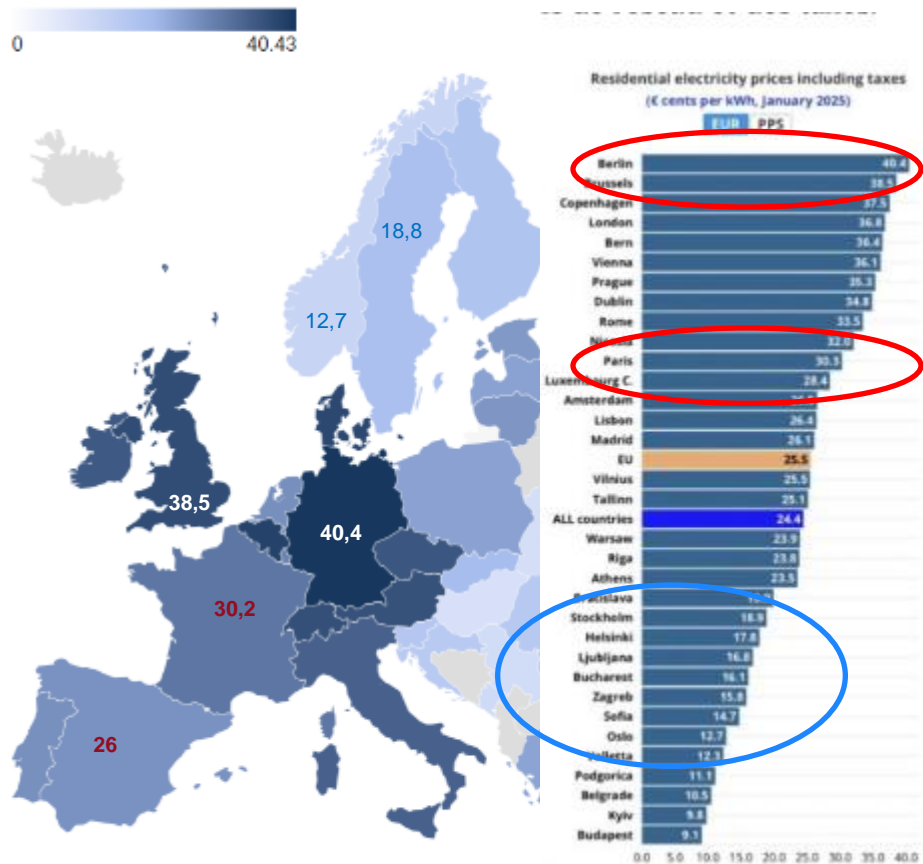 0 40.43
18,8
12,7
38,5
40,4
30,2
26
Residential electricity prices including taxes
(€ cents per kWh, January 2025)
EUR PPS
Berlin 40.4
Brussels 38.5
Copenhagen 37.5
London 36.8
Bern 36.4
Vienna 36.1
Prague 35.3
Dublin 34.8
Rome 33.5
Nicosia 32.0
Paris 30.3
Luxembourg C. 28.4
Amsterdam
Lisbon 26.4
Madrid 26.1
EU 25.5
Vilnius 25.5
Tallinn 25.1
ALL countries 24.4
Warsaw 23.9
Riga 23.8
Athens 23.5
Bratislava
Stockholm 18.9
Helsinki 17.8
Ljubljana 16.8
Bucharest 16.1
Zagreb 15.8
Sofia 14.7
Oslo 12.7
Valletta 12.3
Podgorica 11.1
Belgrade 10.5
Kyiv 9.8
Budapest 9.1
0.0 5.0 10.0 15.0 20.0 25.0 30.0 35.0 40.0